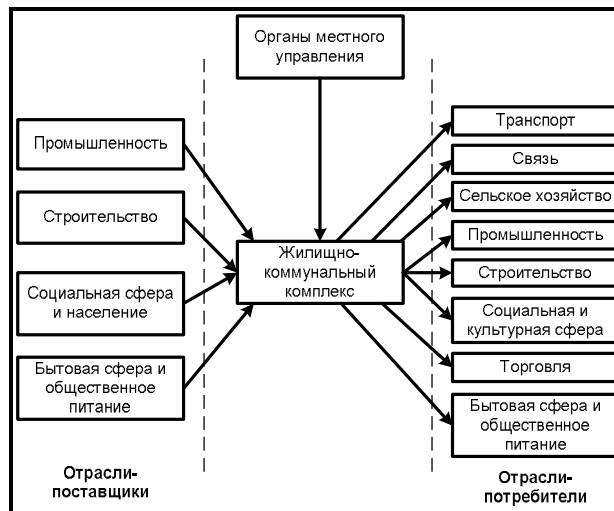 Органы местного
управления
Промышленность
Строительство
Социальная сфера
и население
Бытовая сфера и
общественное
питание
Отрасли-
поставщики
Жилищно-
коммунальный
комплекс
Транспорт
Связь
Сельское хозяйство
Промышленность
Строительство
Социальная и
культурная сфера
Торговля
Бытовая сфера и
общественное
питание
Отрасли-
потребители